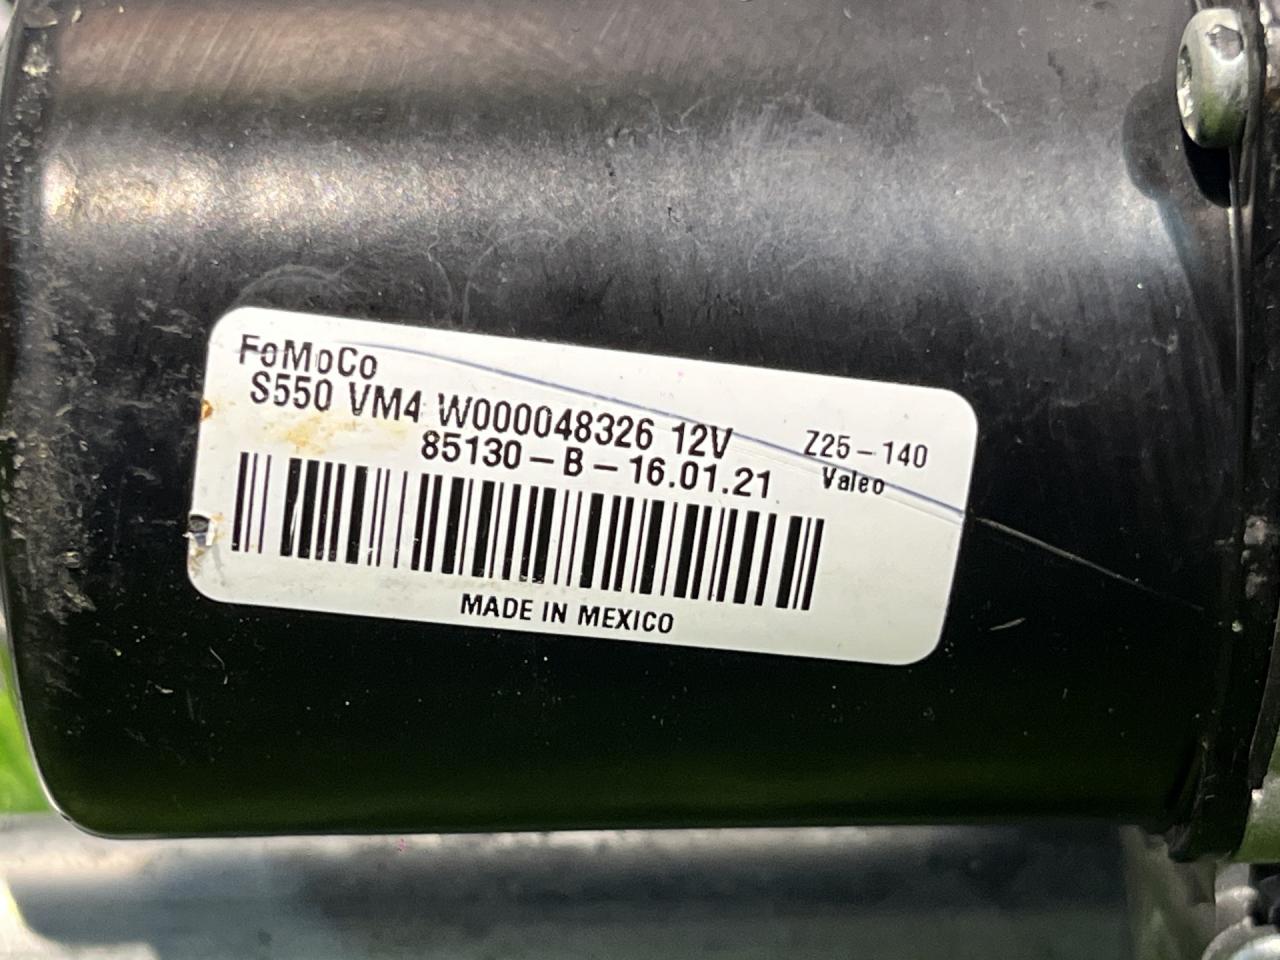 FoMoCo
S550 VM4 W000048326 12V
Z25-140
85130-B-16.01.21
Valeo
MADE IN MEXICO